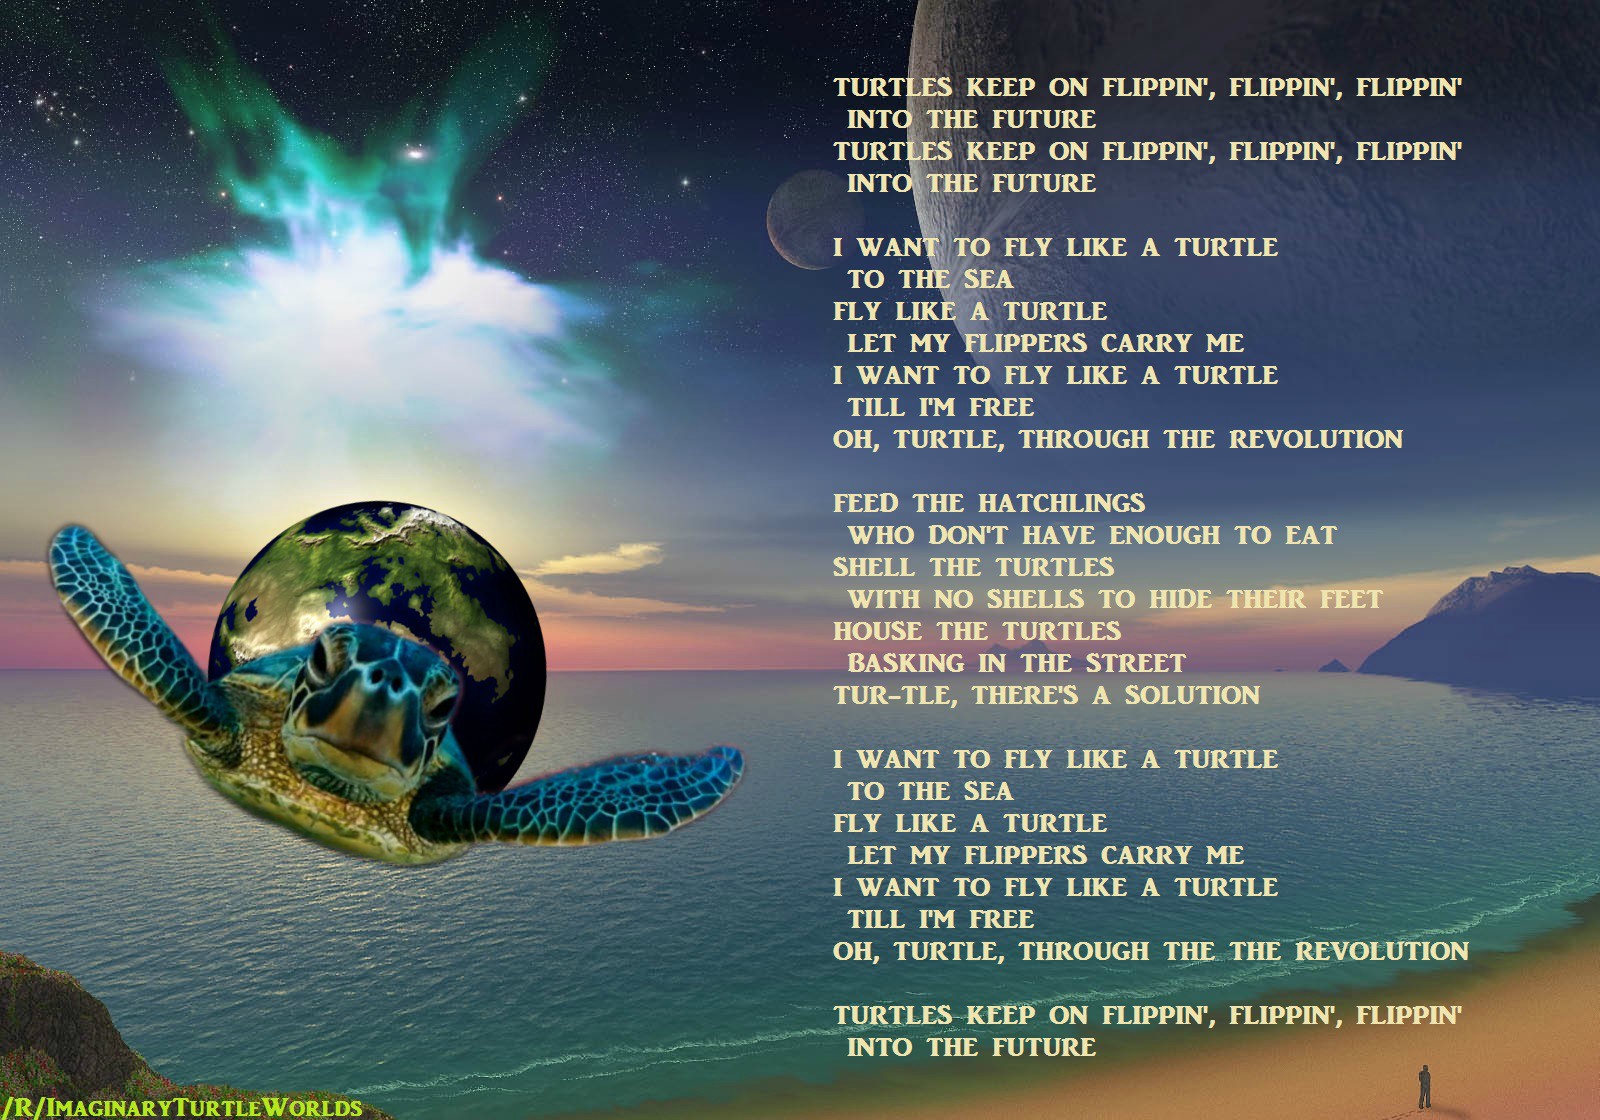 TURTLES KEEP ON FLIPPIN', FLIPPIN', FLIPPIN'
INTO THE FUTURE
TURTLES KEEP ON FLIPPIN', FLIPPIN', FLIPPIN'
INTO THE FUTURE
I WANT TO FLY LIKE A TURTLE
TO THE SEA
FLY LIKE A TURTLE
LET MY FLIPPERS CARRY ME
I WANT TO FLY LIKE A TURTLE
TILL I'M FREE
OH, TURTLE, THROUGH THE REVOLUTION
FEED THE HATCHLINGS
WHO DON'T HAVE ENOUGH TO EAT
SHELL THE TURTLES
WITH NO SHELLS TO HIDE THEIR FEET
HOUSE THE TURTLES
BASKING IN THE STREET
TUR-TLE, THERE'S A SOLUTION
I WANT TO FLY LIKE A TURTLE
TO THE SEA
FLY LIKE A TURTLE
LET MY FLIPPERS CARRY ME
I WANT TO FLY LIKE A TURTLE
TILL I'M FREE
OH, TURTLE, THROUGH THE THE REVOLUTION
TURTLES KEEP ON FLIPPIN', FLIPPIN', FLIPPIN'
INTO THE FUTURE
/R/IMAGINARYTURTLEWORLDS